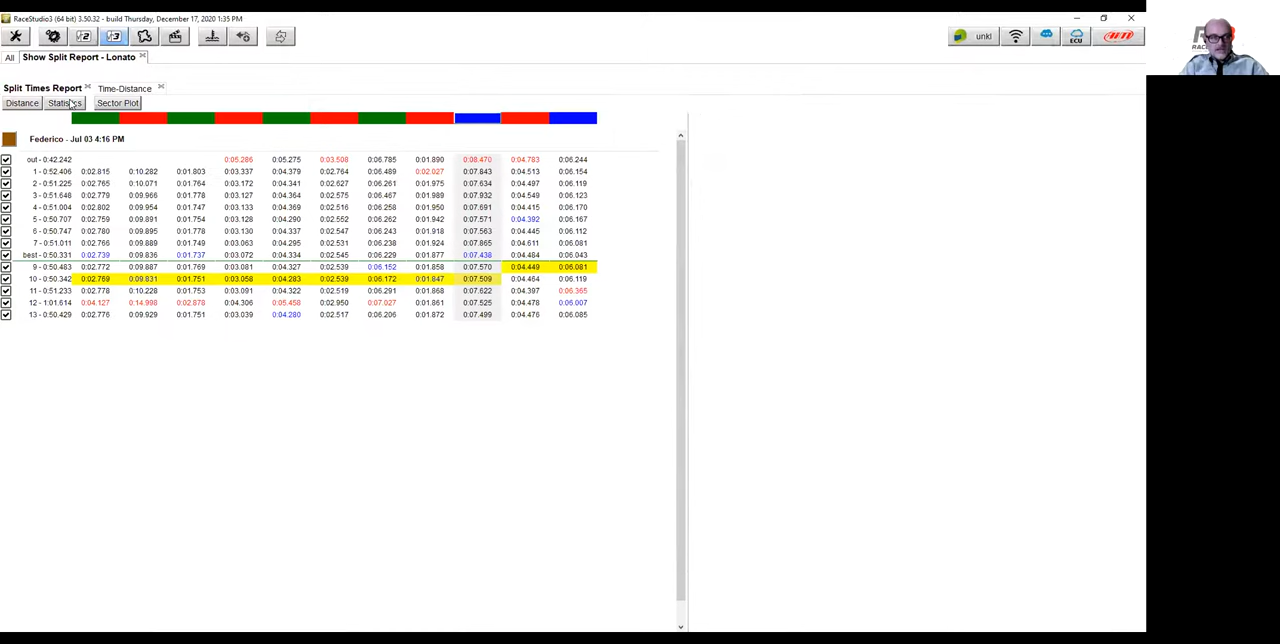 RaceStudio3 (64 bit) 3.50.32 - build Thursday, December 17, 2020 1:35 PM
2 3 unkl ECU AiM
All Show Split Report - Lonato
Split Times Report Time-Distance
Distance Statistics Sector Plot
Federico - Jul 03 4:16 PM
out - 0:42.242 0:05.286 0:05.275 0:03.508 0:06.785 0:01.890 0:08.470 0:04.783 0:06.244
1 - 0:52.406 0:02.815 0:10.282 0:01.803 0:03.337 0:04.379 0:02.764 0:06.489 0:02.027 0:07.843 0:04.513 0:06.154
2 - 0:51.225 0:02.765 0:10.071 0:01.764 0:03.172 0:04.341 0:02.627 0:06.261 0:01.975 0:07.634 0:04.497 0:06.119
3 - 0:51.648 0:02.779 0:09.966 0:01.778 0:03.127 0:04.364 0:02.575 0:06.467 0:01.989 0:07.932 0:04.549 0:06.123
4 - 0:51.004 0:02.802 0:09.954 0:01.747 0:03.133 0:04.369 0:02.516 0:06.258 0:01.950 0:07.691 0:04.415 0:06.170
5 - 0:50.707 0:02.759 0:09.891 0:01.754 0:03.128 0:04.290 0:02.552 0:06.262 0:01.942 0:07.571 0:04.392 0:06.167
6 - 0:50.747 0:02.780 0:09.895 0:01.778 0:03.130 0:04.337 0:02.547 0:06.243 0:01.918 0:07.563 0:04.445 0:06.112
7 - 0:51.011 0:02.766 0:09.889 0:01.749 0:03.063 0:04.295 0:02.531 0:06.238 0:01.924 0:07.865 0:04.611 0:06.081
best - 0:50.331 0:02.739 0:09.836 0:01.737 0:03.072 0:04.334 0:02.545 0:06.229 0:01.877 0:07.438 0:04.484 0:06.043
9 - 0:50.483 0:02.772 0:09.887 0:01.769 0:03.081 0:04.327 0:02.539 0:06.152 0:01.858 0:07.570 0:04.449 0:06.081
10 - 0:50.342 0:02.769 0:09.831 0:01.751 0:03.058 0:04.283 0:02.539 0:06.172 0:01.847 0:07.509 0:04.464 0:06.119
11 - 0:51.233 0:02.778 0:10.228 0:01.753 0:03.091 0:04.322 0:02.519 0:06.291 0:01.868 0:07.622 0:04.397 0:06.365
12 - 1:01.614 0:04.127 0:14.998 0:02.878 0:04.306 0:05.458 0:02.950 0:07.027 0:01.861 0:07.525 0:04.478 0:06.007
13 - 0:50.429 0:02.776 0:09.929 0:01.751 0:03.039 0:04.280 0:02.517 0:06.206 0:01.872 0:07.499 0:04.476 0:06.085